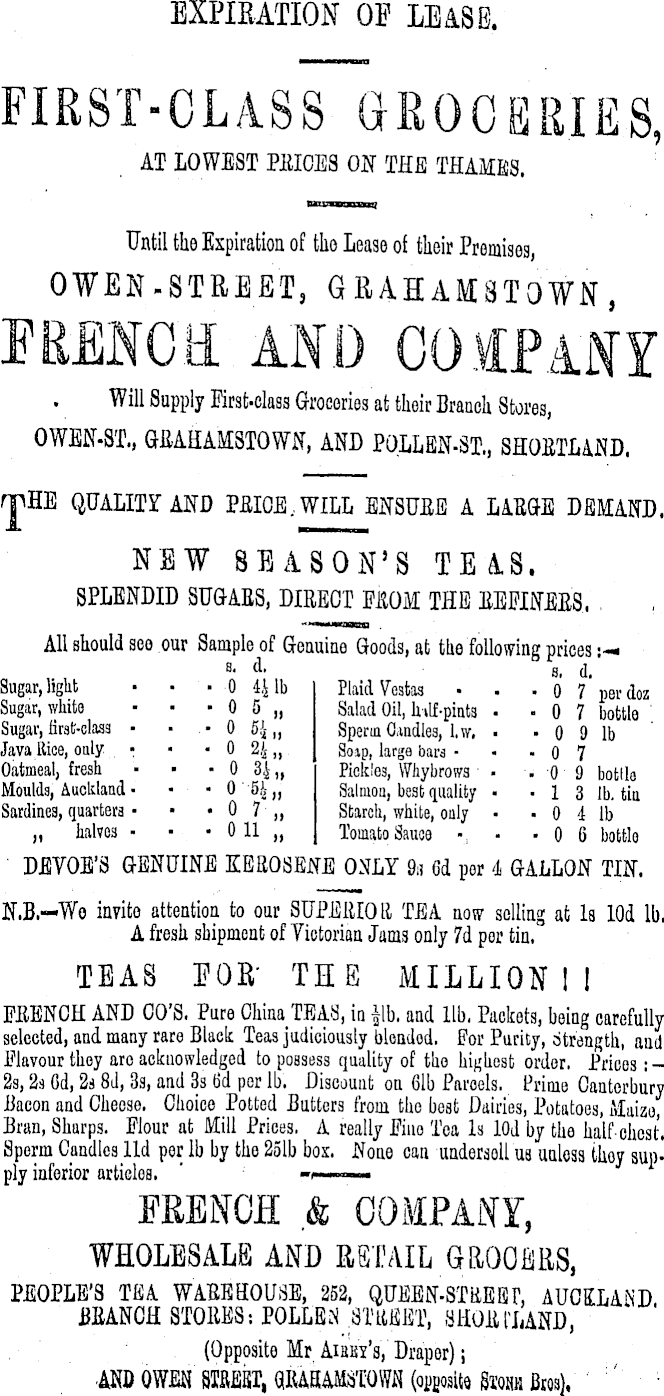 EXPIRATION OF LEASE.
FIRST-CLASS GROCERIES,
AT LOWEST PRICES ON THE THAMES.
Until the Expiration of the Lease of their Premises,
OWEN-STREET, GRAHAMSTOWN,
FRENCH AND COMPANY
Will Supply First-class Groceries at their Branch Stores,
OWEN-ST., GRAHAMSTOWN, AND POLLEN-ST., SHORTLAND.
THE QUALITY AND PRICE WILL ENSURE A LARGE DEMAND.
NEW SEASON'S TEAS.
SPLENDID SUGARS, DIRECT FROM THE REFINERS.
All should see our Sample of Genuine Goods, at the following prices:—
s. d.
Sugar, light - - - 0 4½ lb
Sugar, white - - - 0 5 „
Sugar, first-class - - - 0 5½ „
Java Rice, only - - - 0 2½ „
Oatmeal, fresh - - - 0 3½ „
Moulds, Auckland - - - 0 5½ „
Sardines, quarters - - - 0 7 „
„ halves - - - 0 11 „
s. d.
Plaid Vestas - - - 0 7 per doz
Salad Oil, half-pints - - 0 7 bottle
Sperm Candles, l.w. - - 0 9 lb
Soap, large bars - - - 0 7
Pickles, Whybrows - - 0 9 bottle
Salmon, best quality - - 1 3 lb. tin
Starch, white, only - - 0 4 lb
Tomato Sauce - - - 0 6 bottle
DEVOE'S GENUINE KEROSENE ONLY 9s 6d per 4 GALLON TIN.
N.B.—We invite attention to our SUPERIOR TEA now selling at 1s 10d lb.
A fresh shipment of Victorian Jams only 7d per tin.
TEAS FOR THE MILLION!!
FRENCH AND CO'S. Pure China TEAS, in ½lb. and 1lb. Packets, being carefully
selected, and many rare Black Teas judiciously blended. For Purity, Strength, and
Flavour they are acknowledged to possess quality of the highest order. Prices:—
2s, 2s 6d, 2s 8d, 3s, and 3s 6d per lb. Discount on 6lb Parcels. Prime Canterbury
Bacon and Cheese. Choice Potted Butters from the best Dairies, Potatoes, Maize,
Bran, Sharps. Flour at Mill Prices. A really Fine Tea 1s 10d by the half-chest.
Sperm Candles 11d per lb by the 25lb box. None can undersell us unless they sup-
ply inferior articles.
FRENCH & COMPANY,
WHOLESALE AND RETAIL GROCERS,
PEOPLE'S TEA WAREHOUSE, 252, QUEEN-STREET, AUCKLAND.
BRANCH STORES: POLLEN STREET, SHORTLAND,
(Opposite Mr AIREY's, Draper);
AND OWEN STREET, GRAHAMSTOWN (opposite STONE Bros).